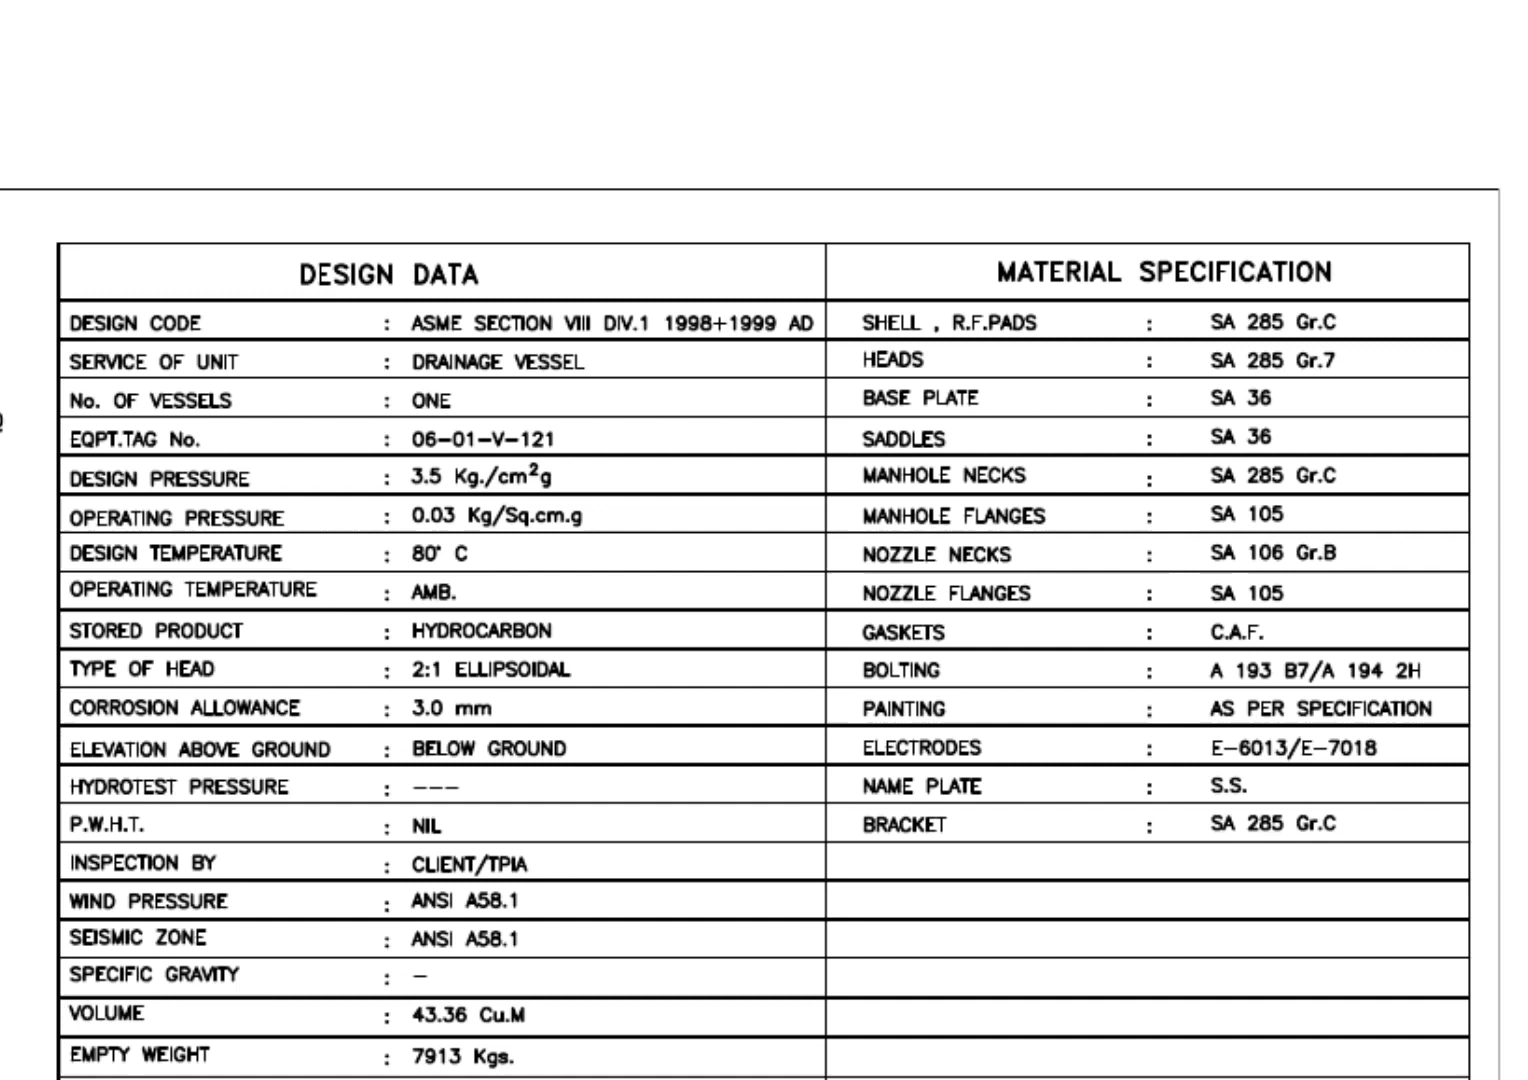 DESIGN DATA
MATERIAL SPECIFICATION
DESIGN CODE : ASME SECTION VIII DIV.1 1998+1999 AD
SHELL , R.F.PADS : SA 285 Gr.C
SERVICE OF UNIT : DRAINAGE VESSEL
HEADS : SA 285 Gr.7
No. OF VESSELS : ONE
BASE PLATE : SA 36
EQPT.TAG No. : 06-01-V-121
SADDLES : SA 36
DESIGN PRESSURE : 3.5 Kg./cm²g
MANHOLE NECKS : SA 285 Gr.C
OPERATING PRESSURE : 0.03 Kg/Sq.cm.g
MANHOLE FLANGES : SA 105
DESIGN TEMPERATURE : 80° C
NOZZLE NECKS : SA 106 Gr.B
OPERATING TEMPERATURE : AMB.
NOZZLE FLANGES : SA 105
STORED PRODUCT : HYDROCARBON
GASKETS : C.A.F.
TYPE OF HEAD : 2:1 ELLIPSOIDAL
BOLTING : A 193 B7/A 194 2H
CORROSION ALLOWANCE : 3.0 mm
PAINTING : AS PER SPECIFICATION
ELEVATION ABOVE GROUND : BELOW GROUND
ELECTRODES : E-6013/E-7018
HYDROTEST PRESSURE : ---
NAME PLATE : S.S.
P.W.H.T. : NIL
BRACKET : SA 285 Gr.C
INSPECTION BY : CLIENT/TPIA
WIND PRESSURE : ANSI A58.1
SEISMIC ZONE : ANSI A58.1
SPECIFIC GRAVITY : -
VOLUME : 43.36 Cu.M
EMPTY WEIGHT : 7913 Kgs.